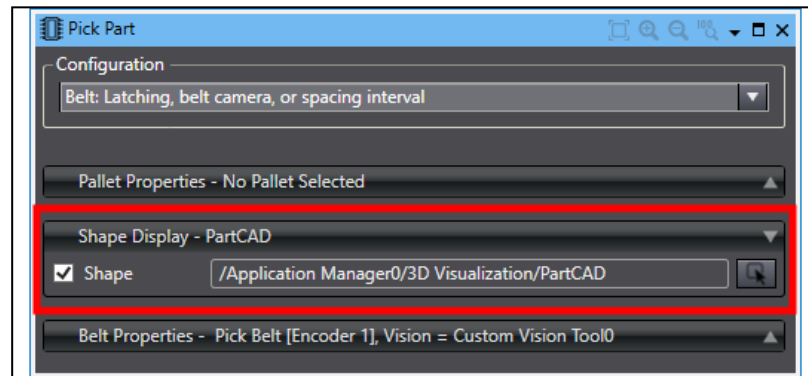 Pick Part
Configuration
Belt: Latching, belt camera, or spacing interval
Pallet Properties - No Pallet Selected
Shape Display - PartCAD
Shape /Application Manager0/3D Visualization/PartCAD
Belt Properties - Pick Belt [Encoder 1], Vision = Custom Vision Tool0